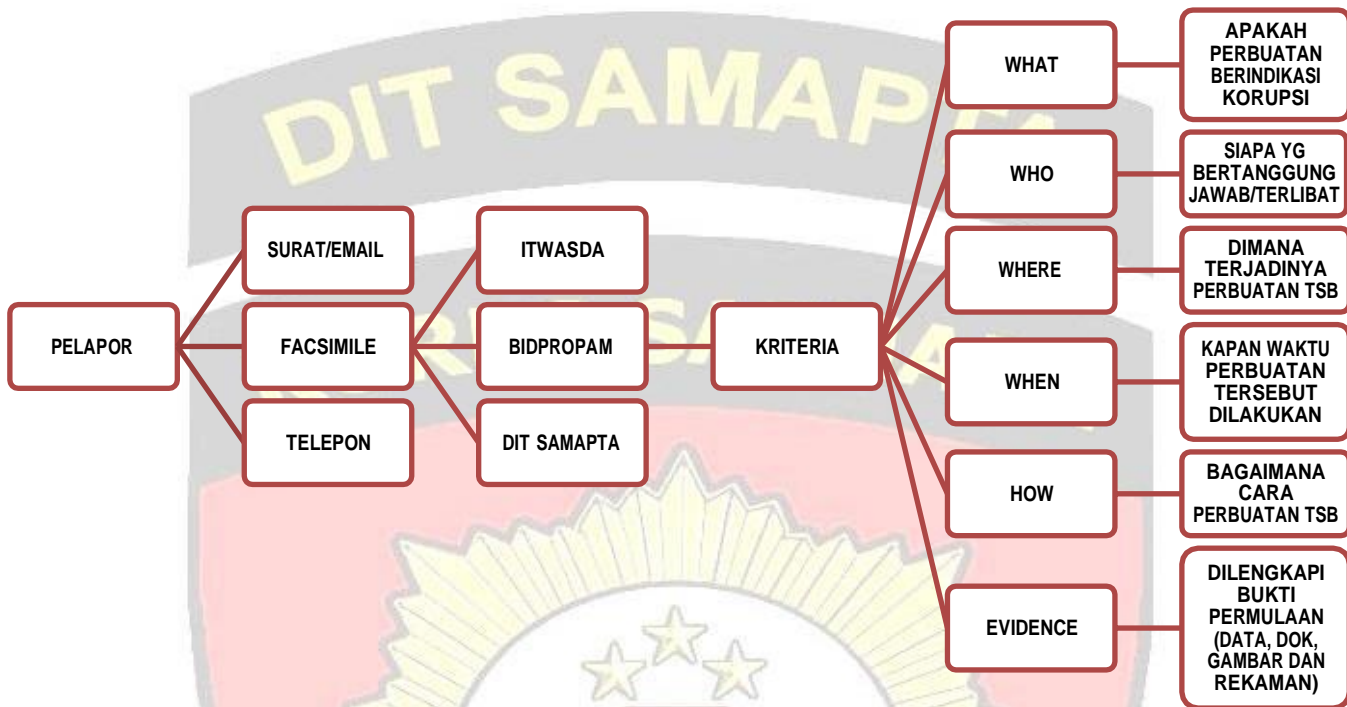 DIT SAMAPTA
PELAPOR
SURAT/EMAIL
FACSIMILE
TELEPON
ITWASDA
BIDPROPAM
DIT SAMAPTA
KRITERIA
WHAT
APAKAH
PERBUATAN
BERINDIKASI
KORUPSI
WHO
SIAPA YG
BERTANGGUNG
JAWAB/TERLIBAT
WHERE
DIMANA
TERJADINYA
PERBUATAN TSB
WHEN
KAPAN WAKTU
PERBUATAN
TERSEBUT
DILAKUKAN
HOW
BAGAIMANA
CARA
PERBUATAN TSB
EVIDENCE
DILENGKAPI
BUKTI
PERMULAAN
(DATA, DOK,
GAMBAR DAN
REKAMAN)